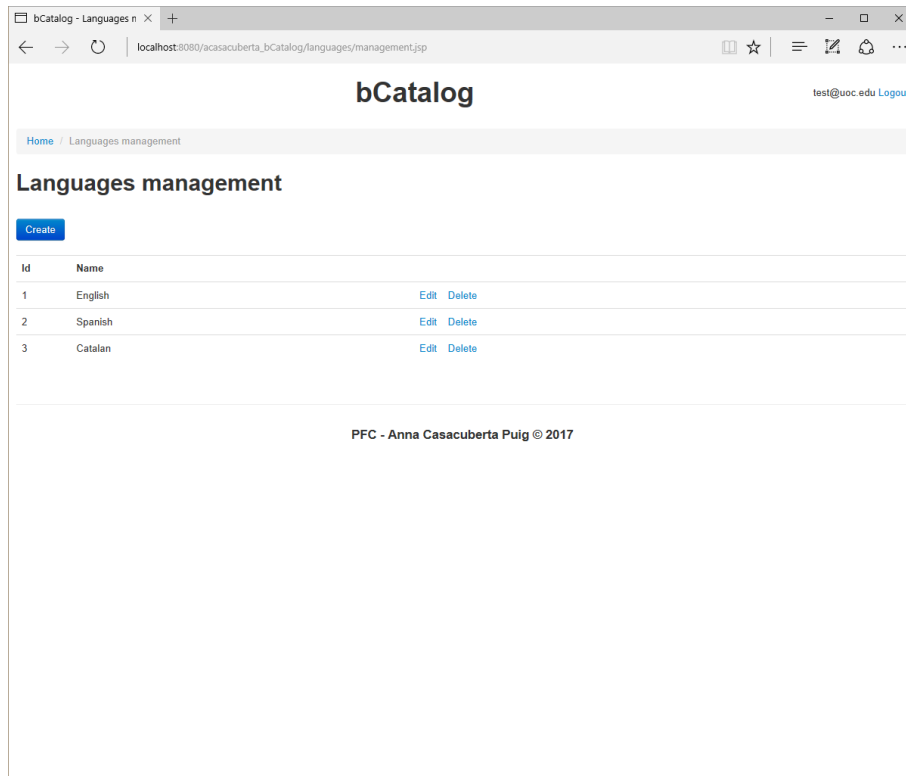 bCatalog - Languages n
localhost:8080/acasacuberta_bCatalog/languages/management.jsp
bCatalog
test@uoc.edu Logou
Home / Languages management
Languages management
Create
Id Name
1 English Edit Delete
2 Spanish Edit Delete
3 Catalan Edit Delete
PFC - Anna Casacuberta Puig © 2017